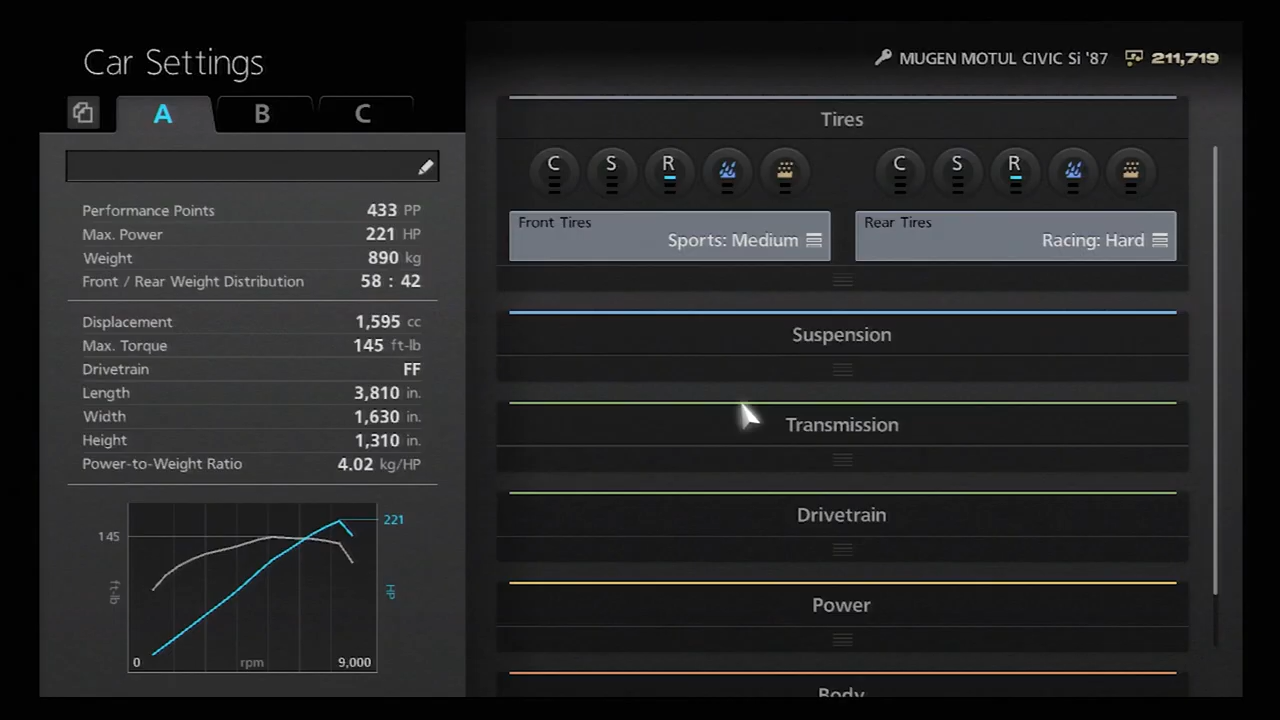 Car Settings
MUGEN MOTUL CIVIC Si '87
211,719
A
B
C
Performance Points 433 PP
Max. Power 221 HP
Weight 890 kg
Front / Rear Weight Distribution 58 : 42
Displacement 1,595 cc
Max. Torque 145 ft-lb
Drivetrain FF
Length 3,810 in.
Width 1,630 in.
Height 1,310 in.
Power-to-Weight Ratio 4.02 kg/HP
221
145
ft-lb
HP
0 rpm 9,000
Tires
C S R C S R
Front Tires
Sports: Medium
Rear Tires
Racing: Hard
Suspension
Transmission
Drivetrain
Power
Body